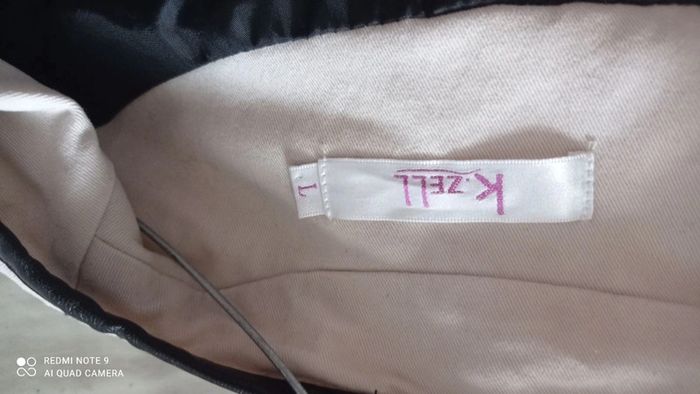 K.ZELL
L
REDMI NOTE 9
AI QUAD CAMERA